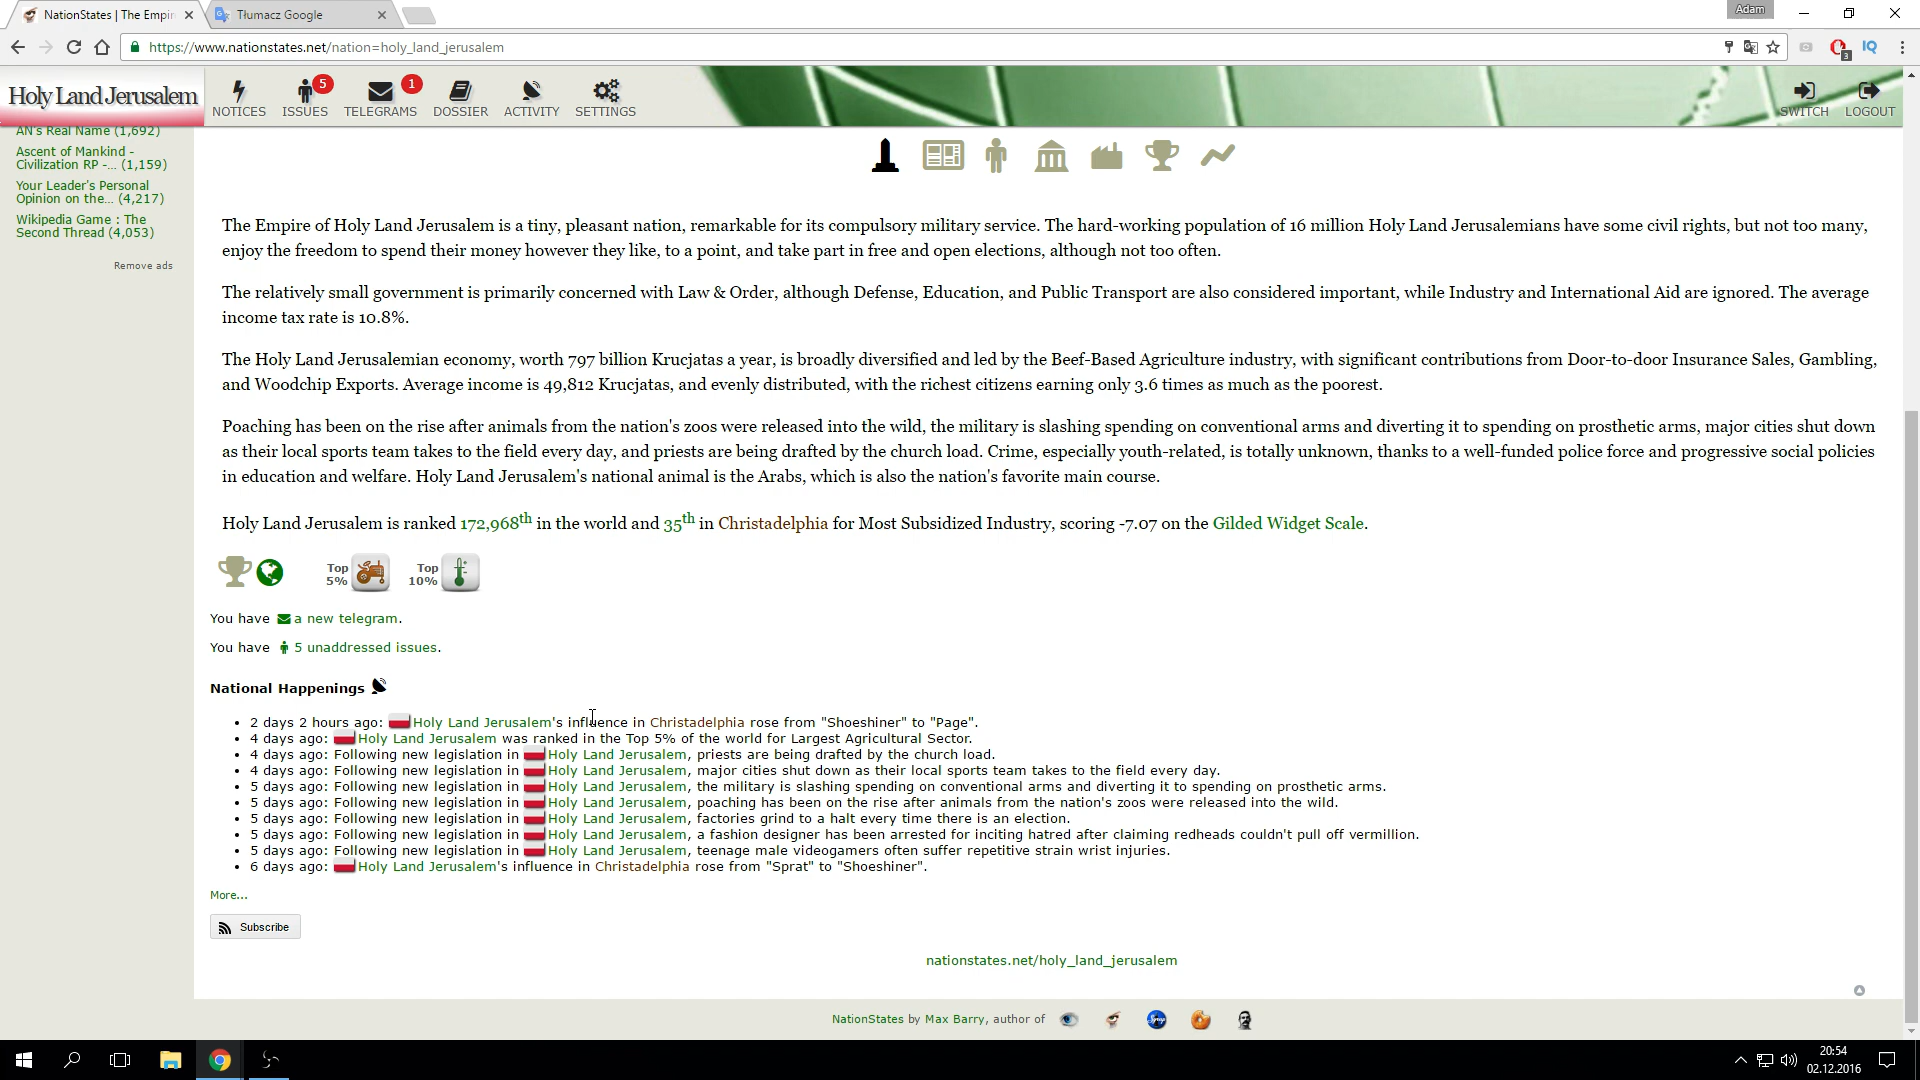 NationStates | The Empir
Tłumacz Google
Adam
https://www.nationstates.net/nation=holy_land_jerusalem
3
IQ
Holy Land Jerusalem
NOTICES
5
ISSUES
1
TELEGRAMS
DOSSIER
ACTIVITY
SETTINGS
SWITCH
LOGOUT
AN's Real Name (1,692)
Ascent of Mankind -
Civilization RP -... (1,159)
Your Leader's Personal
Opinion on the... (4,217)
Wikipedia Game : The
Second Thread (4,053)
Remove ads
The Empire of Holy Land Jerusalem is a tiny, pleasant nation, remarkable for its compulsory military service. The hard-working population of 16 million Holy Land Jerusalemians have some civil rights, but not too many,
enjoy the freedom to spend their money however they like, to a point, and take part in free and open elections, although not too often.
The relatively small government is primarily concerned with Law & Order, although Defense, Education, and Public Transport are also considered important, while Industry and International Aid are ignored. The average
income tax rate is 10.8%.
The Holy Land Jerusalemian economy, worth 797 billion Krucjatas a year, is broadly diversified and led by the Beef-Based Agriculture industry, with significant contributions from Door-to-door Insurance Sales, Gambling,
and Woodchip Exports. Average income is 49,812 Krucjatas, and evenly distributed, with the richest citizens earning only 3.6 times as much as the poorest.
Poaching has been on the rise after animals from the nation's zoos were released into the wild, the military is slashing spending on conventional arms and diverting it to spending on prosthetic arms, major cities shut down
as their local sports team takes to the field every day, and priests are being drafted by the church load. Crime, especially youth-related, is totally unknown, thanks to a well-funded police force and progressive social policies
in education and welfare. Holy Land Jerusalem's national animal is the Arabs, which is also the nation's favorite main course.
Holy Land Jerusalem is ranked 172,968th in the world and 35th in Christadelphia for Most Subsidized Industry, scoring -7.07 on the Gilded Widget Scale.
Top 5%
Top 10%
You have a new telegram.
You have 5 unaddressed issues.
National Happenings
• 2 days 2 hours ago: Holy Land Jerusalem's influence in Christadelphia rose from "Shoeshiner" to "Page".
• 4 days ago: Holy Land Jerusalem was ranked in the Top 5% of the world for Largest Agricultural Sector.
• 4 days ago: Following new legislation in Holy Land Jerusalem, priests are being drafted by the church load.
• 4 days ago: Following new legislation in Holy Land Jerusalem, major cities shut down as their local sports team takes to the field every day.
• 5 days ago: Following new legislation in Holy Land Jerusalem, the military is slashing spending on conventional arms and diverting it to spending on prosthetic arms.
• 5 days ago: Following new legislation in Holy Land Jerusalem, poaching has been on the rise after animals from the nation's zoos were released into the wild.
• 5 days ago: Following new legislation in Holy Land Jerusalem, factories grind to a halt every time there is an election.
• 5 days ago: Following new legislation in Holy Land Jerusalem, a fashion designer has been arrested for inciting hatred after claiming redheads couldn't pull off vermillion.
• 5 days ago: Following new legislation in Holy Land Jerusalem, teenage male videogamers often suffer repetitive strain wrist injuries.
• 6 days ago: Holy Land Jerusalem's influence in Christadelphia rose from "Sprat" to "Shoeshiner".
More...
Subscribe
nationstates.net/holy_land_jerusalem
NationStates by Max Barry, author of
20:54
02.12.2016